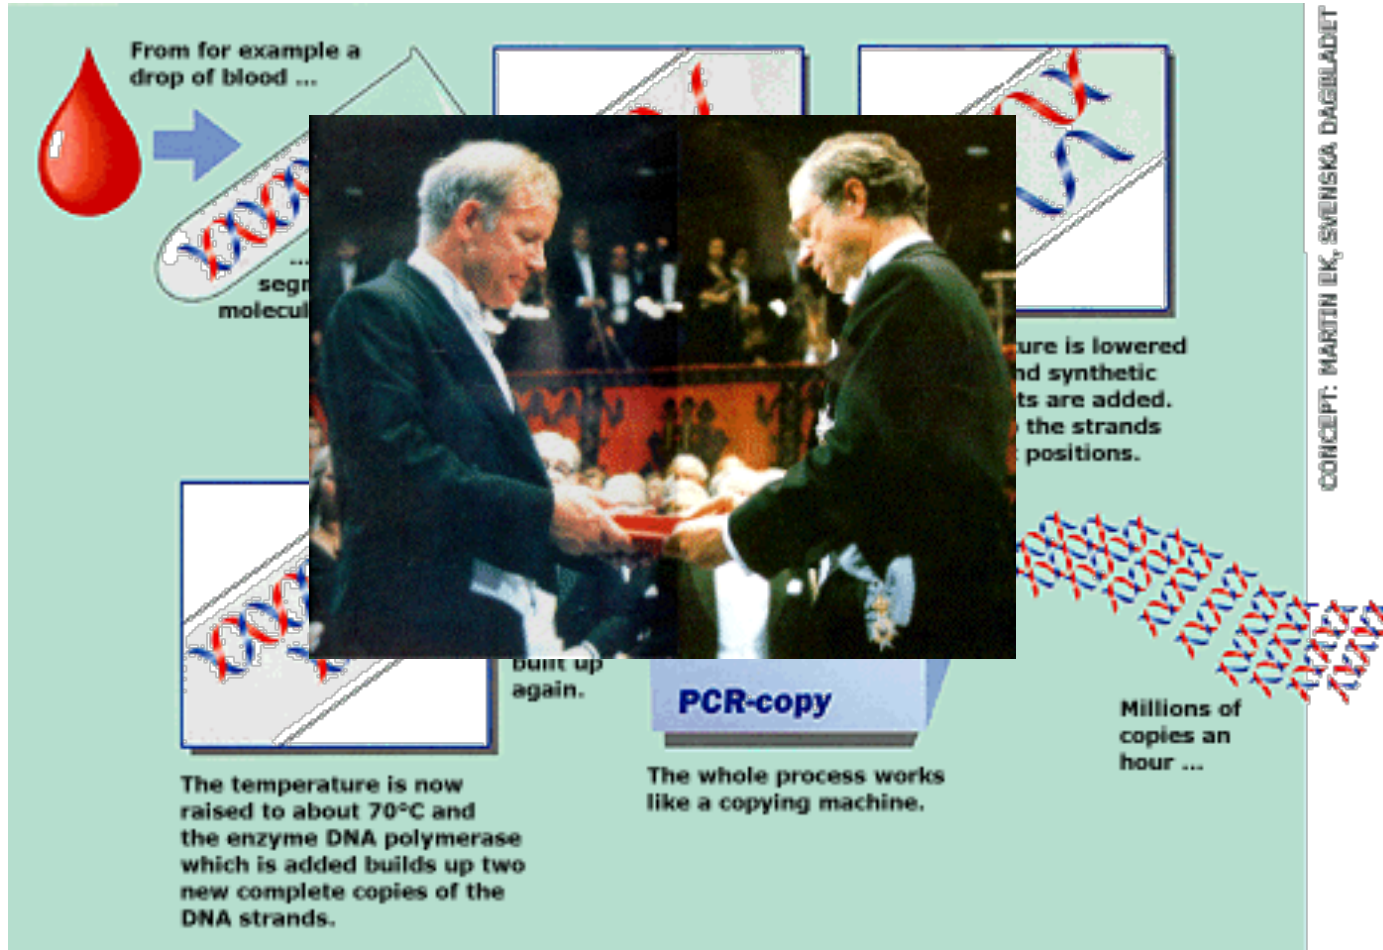 From for example a
drop of blood ...
...
segr
molecul
ure is lowered
nd synthetic
ts are added.
the strands
positions.
built up
again.
PCR-copy
The temperature is now
raised to about 70°C and
the enzyme DNA polymerase
which is added builds up two
new complete copies of the
DNA strands.
The whole process works
like a copying machine.
Millions of
copies an
hour ...
CONCEPT: MARTIN EK, SVENSKA DAGBLADET